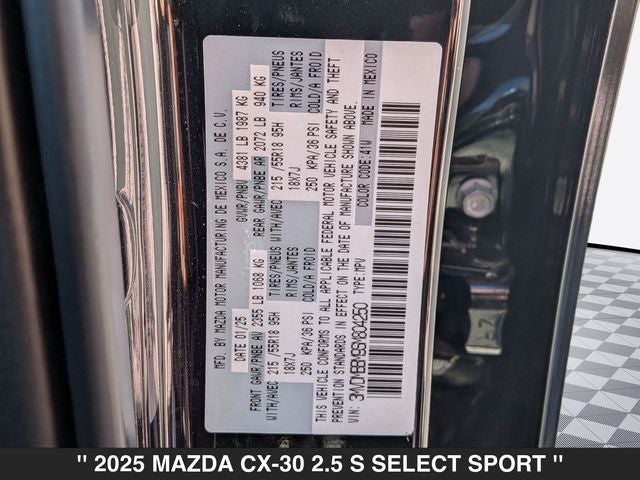 MFD. BY MAZDA MOTOR MANUFACTURING DE MEXICO S.A. DE C.V.
DATE 01/25 GVWR/PNBV 4381 LB 1987 KG
FRONT GAWR/PNBE AV 2355 LB 1068 KG REAR GAWR/PNBE AR 2072 LB 940 KG
WITH/AVEC 215/55R18 95H TIRES/PNEUS WITH/AVEC 215/55R18 95H TIRES/PNEUS
18X7J RIMS/JANTES 18X7J RIMS/JANTES
250 KPA/36 PSI COLD/A FROID 250 KPA/36 PSI COLD/A FROID
THIS VEHICLE CONFORMS TO ALL APPLICABLE FEDERAL MOTOR VEHICLE SAFETY AND THEFT
PREVENTION STANDARDS IN EFFECT ON THE DATE OF MANUFACTURE SHOWN ABOVE.
VIN: 3MVDMBBM9SM804250 TYPE:MPV COLOR CODE:41W MADE IN MEXICO
" 2025 MAZDA CX-30 2.5 S SELECT SPORT "